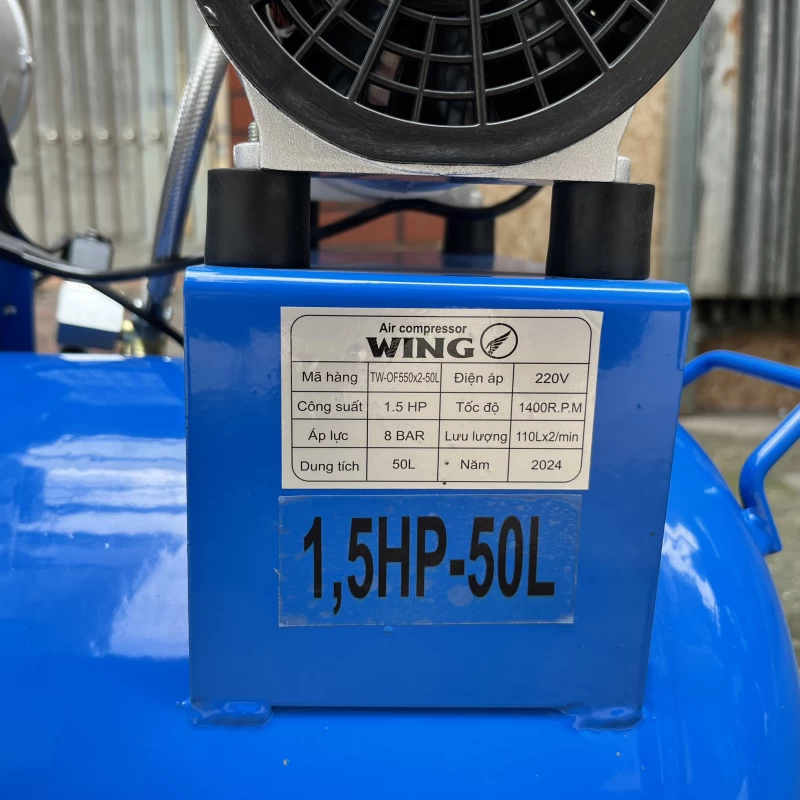 Air compressor
WING
Mã hàng TW-OF550x2-50L Điện áp 220V
Công suất 1.5 HP Tốc độ 1400R.P.M
Áp lực 8 BAR Lưu lượng 110Lx2/min
Dung tích 50L Năm 2024
1,5HP-50L